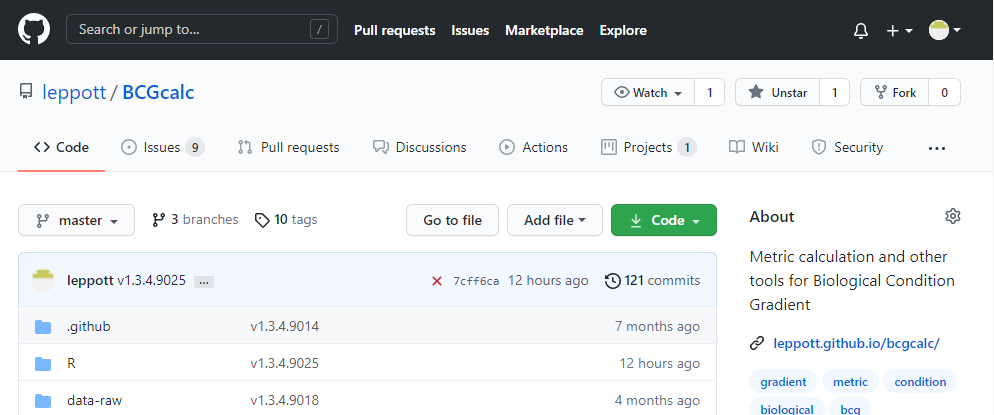 Search or jump to... / Pull requests Issues Marketplace Explore
leppott / BCGcalc Watch 1 Unstar 1 Fork 0
Code Issues 9 Pull requests Discussions Actions Projects 1 Wiki Security ...
master 3 branches 10 tags Go to file Add file Code
About
Metric calculation and other
tools for Biological Condition
Gradient
leppott.github.io/bcgcalc/
gradient metric condition
biological bcg
leppott v1.3.4.9025 ... 7cff6ca 12 hours ago 121 commits
.github v1.3.4.9014 7 months ago
R v1.3.4.9025 12 hours ago
data-raw v1.3.4.9018 4 months ago